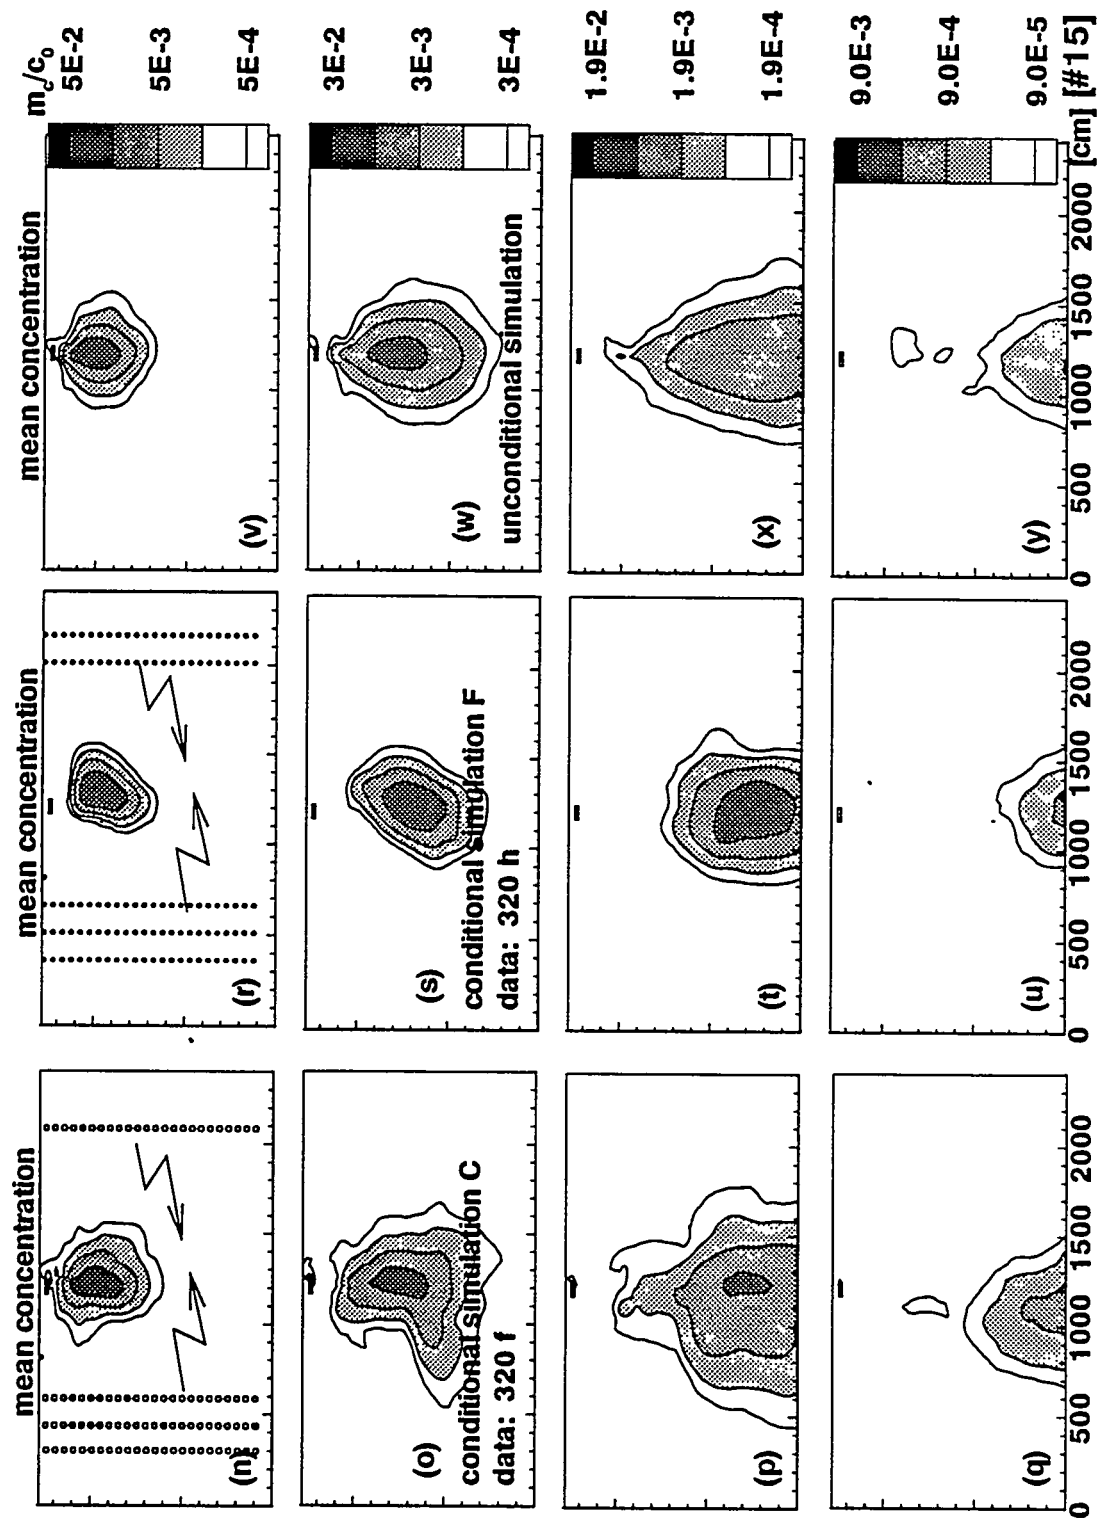 mean concentration
mean concentration
mean concentration
m_c/c_0
(n)
(r)
(v)
5E-2
5E-3
5E-4
(o)
conditional simulation C
data: 320 f
(s)
conditional simulation F
data: 320 h
(w)
unconditional simulation
3E-2
3E-3
3E-4
(p)
(t)
(x)
1.9E-2
1.9E-3
1.9E-4
(q)
(u)
(y)
9.0E-3
9.0E-4
9.0E-5
0 500 1000 1500 2000
0 500 1000 1500 2000
0 500 1000 1500 2000 [cm] [#15]